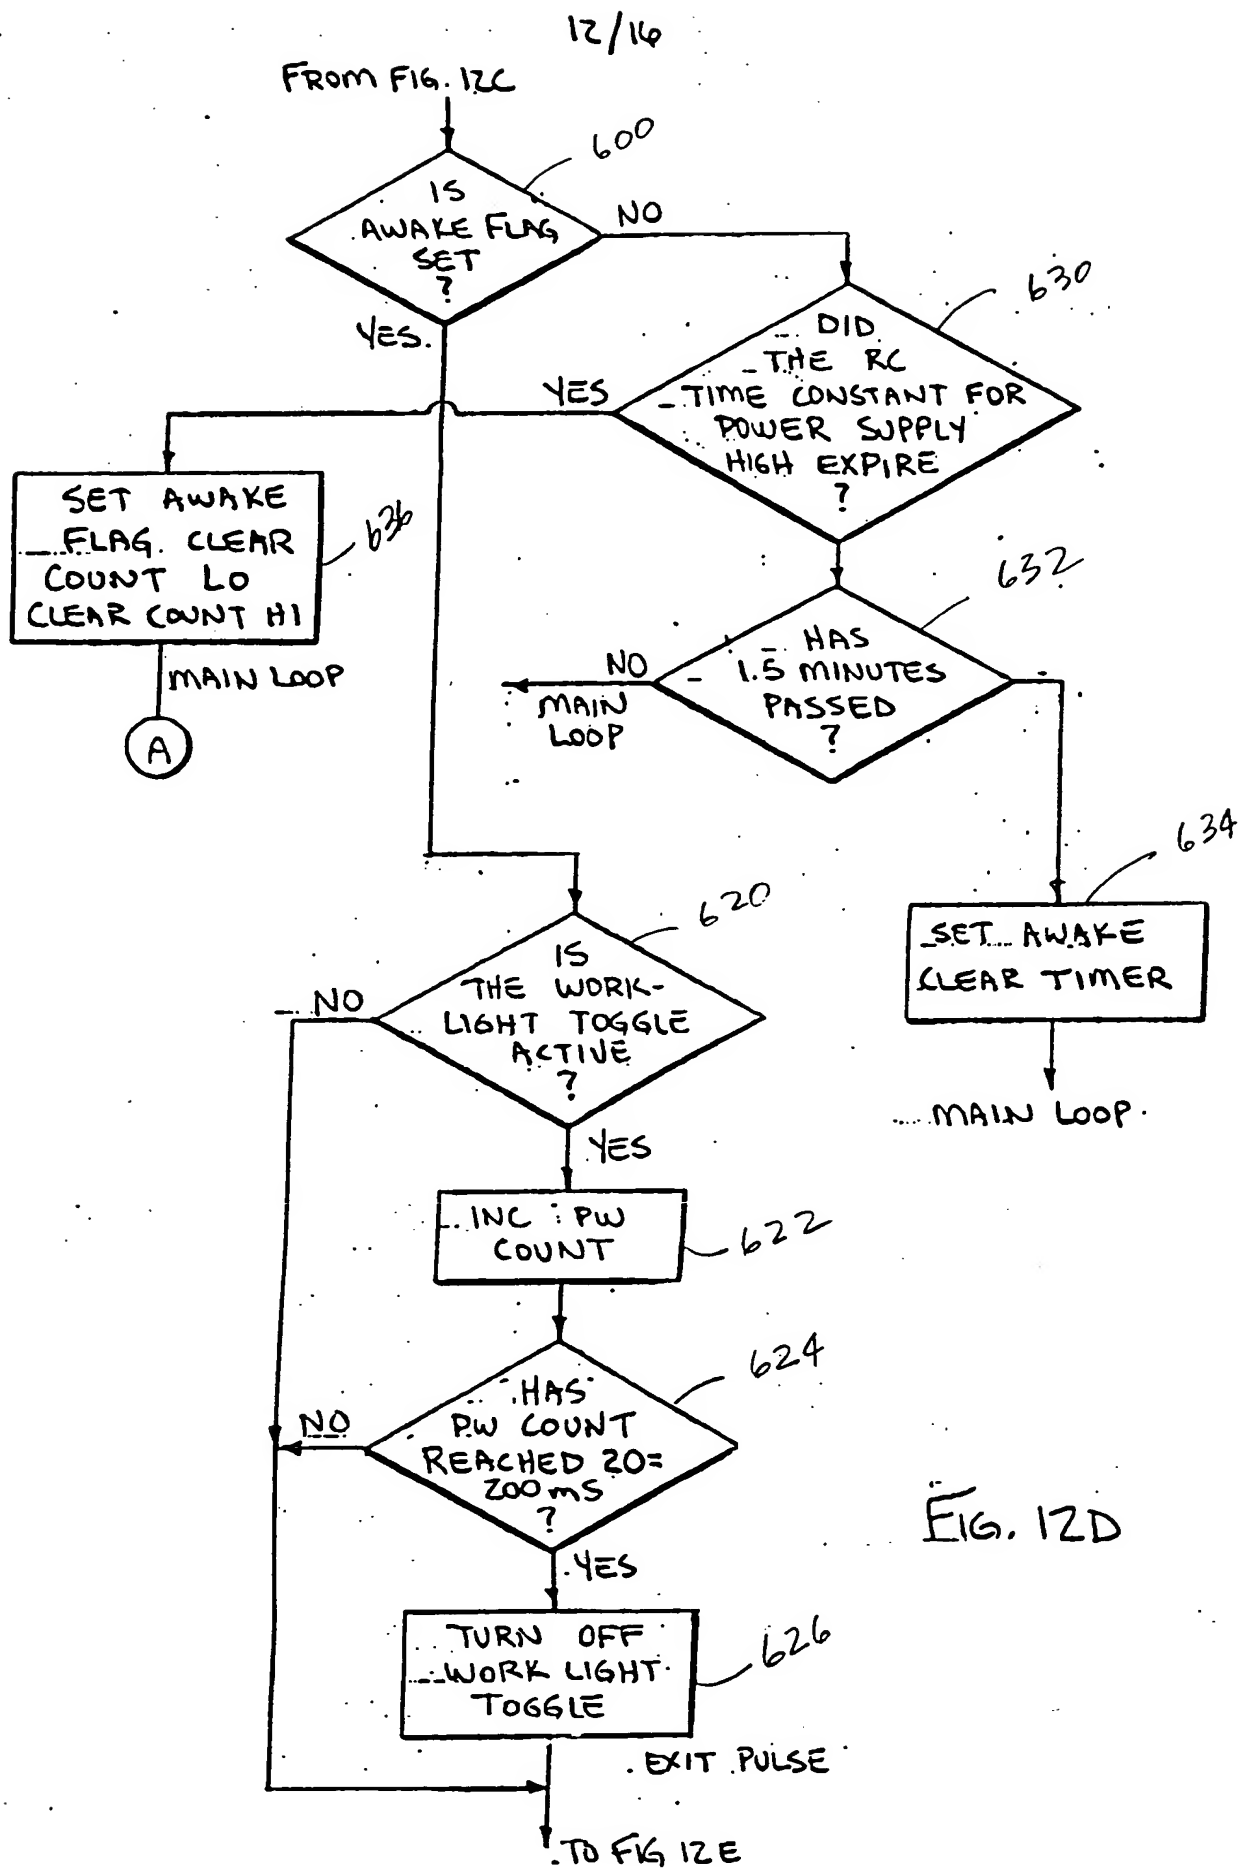 12/16
FROM FIG. 12C
600
IS
AWAKE FLAG
SET
?
NO
YES
630
DID
THE RC
TIME CONSTANT FOR
POWER SUPPLY
HIGH EXPIRE
?
YES
SET AWAKE
FLAG CLEAR
COUNT LO
CLEAR COUNT HI
636
MAIN LOOP
A
632
HAS
1.5 MINUTES
PASSED
?
NO
MAIN
LOOP
634
SET AWAKE
CLEAR TIMER
MAIN LOOP
620
IS
THE WORK-
LIGHT TOGGLE
ACTIVE
?
NO
YES
INC PW
COUNT
622
624
HAS
PW COUNT
REACHED 20=
200mS
?
NO
YES
TURN OFF
WORK LIGHT
TOGGLE
626
EXIT PULSE
TO FIG 12E
FIG. 12D